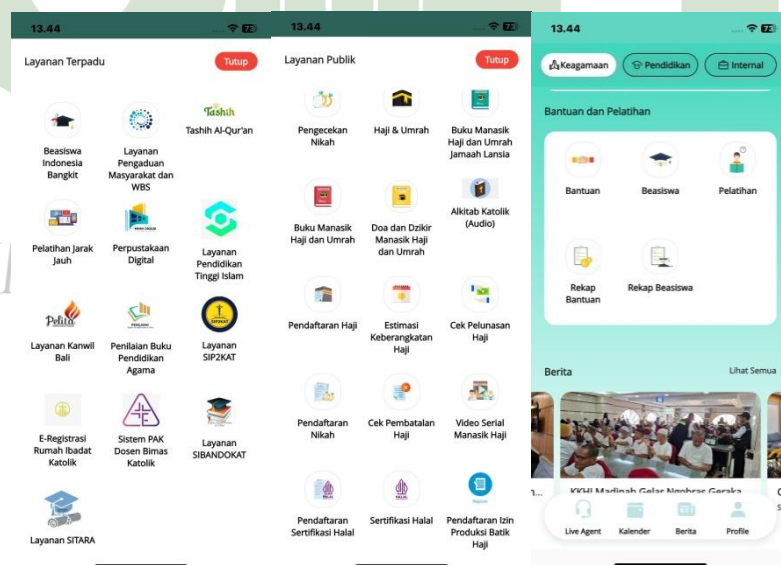 13.44
73
Layanan Terpadu
Tutup
Beasiswa
Indonesia
Bangkit
Layanan
Pengaduan
Masyarakat dan
WBS
Tashih
Tashih Al-Qur'an
Pelatihan Jarak
Jauh
Perpustakaan
Digital
Layanan
Pendidikan
Tinggi Islam
Pelita
Layanan Kanwil
Bali
Penilaian Buku
Pendidikan
Agama
SIP2KAT
Layanan
SIP2KAT
E-Registrasi
Rumah Ibadat
Katolik
Sistem PAK
Dosen Bimas
Katolik
Layanan
SIBANDOKAT
Layanan SITARA
13.44
73
Layanan Publik
Tutup
Pengecekan
Nikah
Haji & Umrah
Buku Manasik
Haji dan Umrah
Jamaah Lansia
Buku Manasik
Haji dan Umrah
Doa dan Dzikir
Manasik Haji
dan Umrah
Alkitab Katolik
(Audio)
Pendaftaran Haji
Estimasi
Keberangkatan
Haji
Cek Pelunasan
Haji
Pendaftaran
Nikah
Cek Pembatalan
Haji
Video Serial
Manasik Haji
HALAL
Pendaftaran
Sertifikasi Halal
HALAL
Sertifikasi Halal
Pendaftaran Izin
Produksi Batik
Haji
13.44
73
Keagamaan
Pendidikan
Internal
Bantuan dan Pelatihan
Bantuan
Beasiswa
Pelatihan
Rekap
Bantuan
Rekap Beasiswa
Berita
Lihat Semua
KKHI Madinah Gelar Ngobras Geraka
Live Agent
Kalender
Berita
Profile